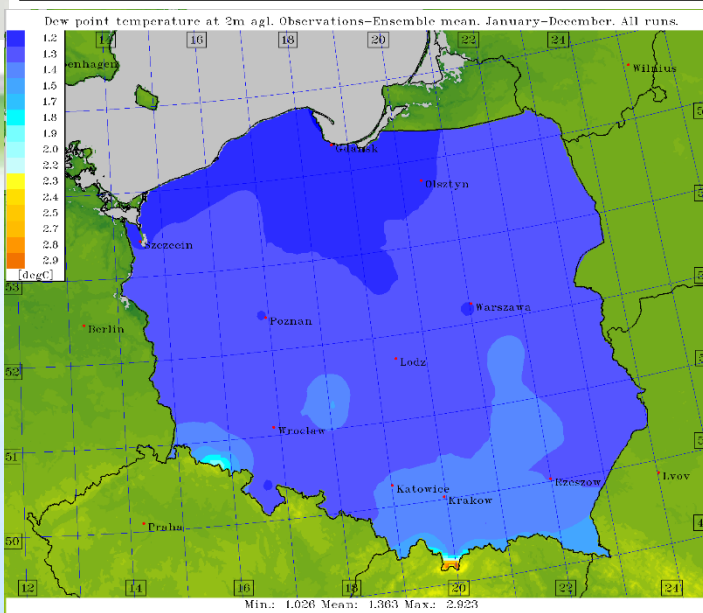 Dew point temperature at 2m agl. Observations-Ensemble mean. January-December. All runs.
14 16 18 20 22 24
1.2
1.3
1.4
1.5
1.6
1.7
1.8
1.9
2.0
2.2
2.3
2.4
2.5
2.7
2.8
2.9
[degC]
enhagen
Wilnius
Gdansk
Olsztyn
Szczecin
53
Warszawa
Poznan
Berlin
Lodz
52
Wroclaw
51
Katowice
Krakow
Rzeszow
Lvov
Praha
50
12 14 16 18 20 22 24
Min.: 1.026 Mean: 1.363 Max.: 2.923